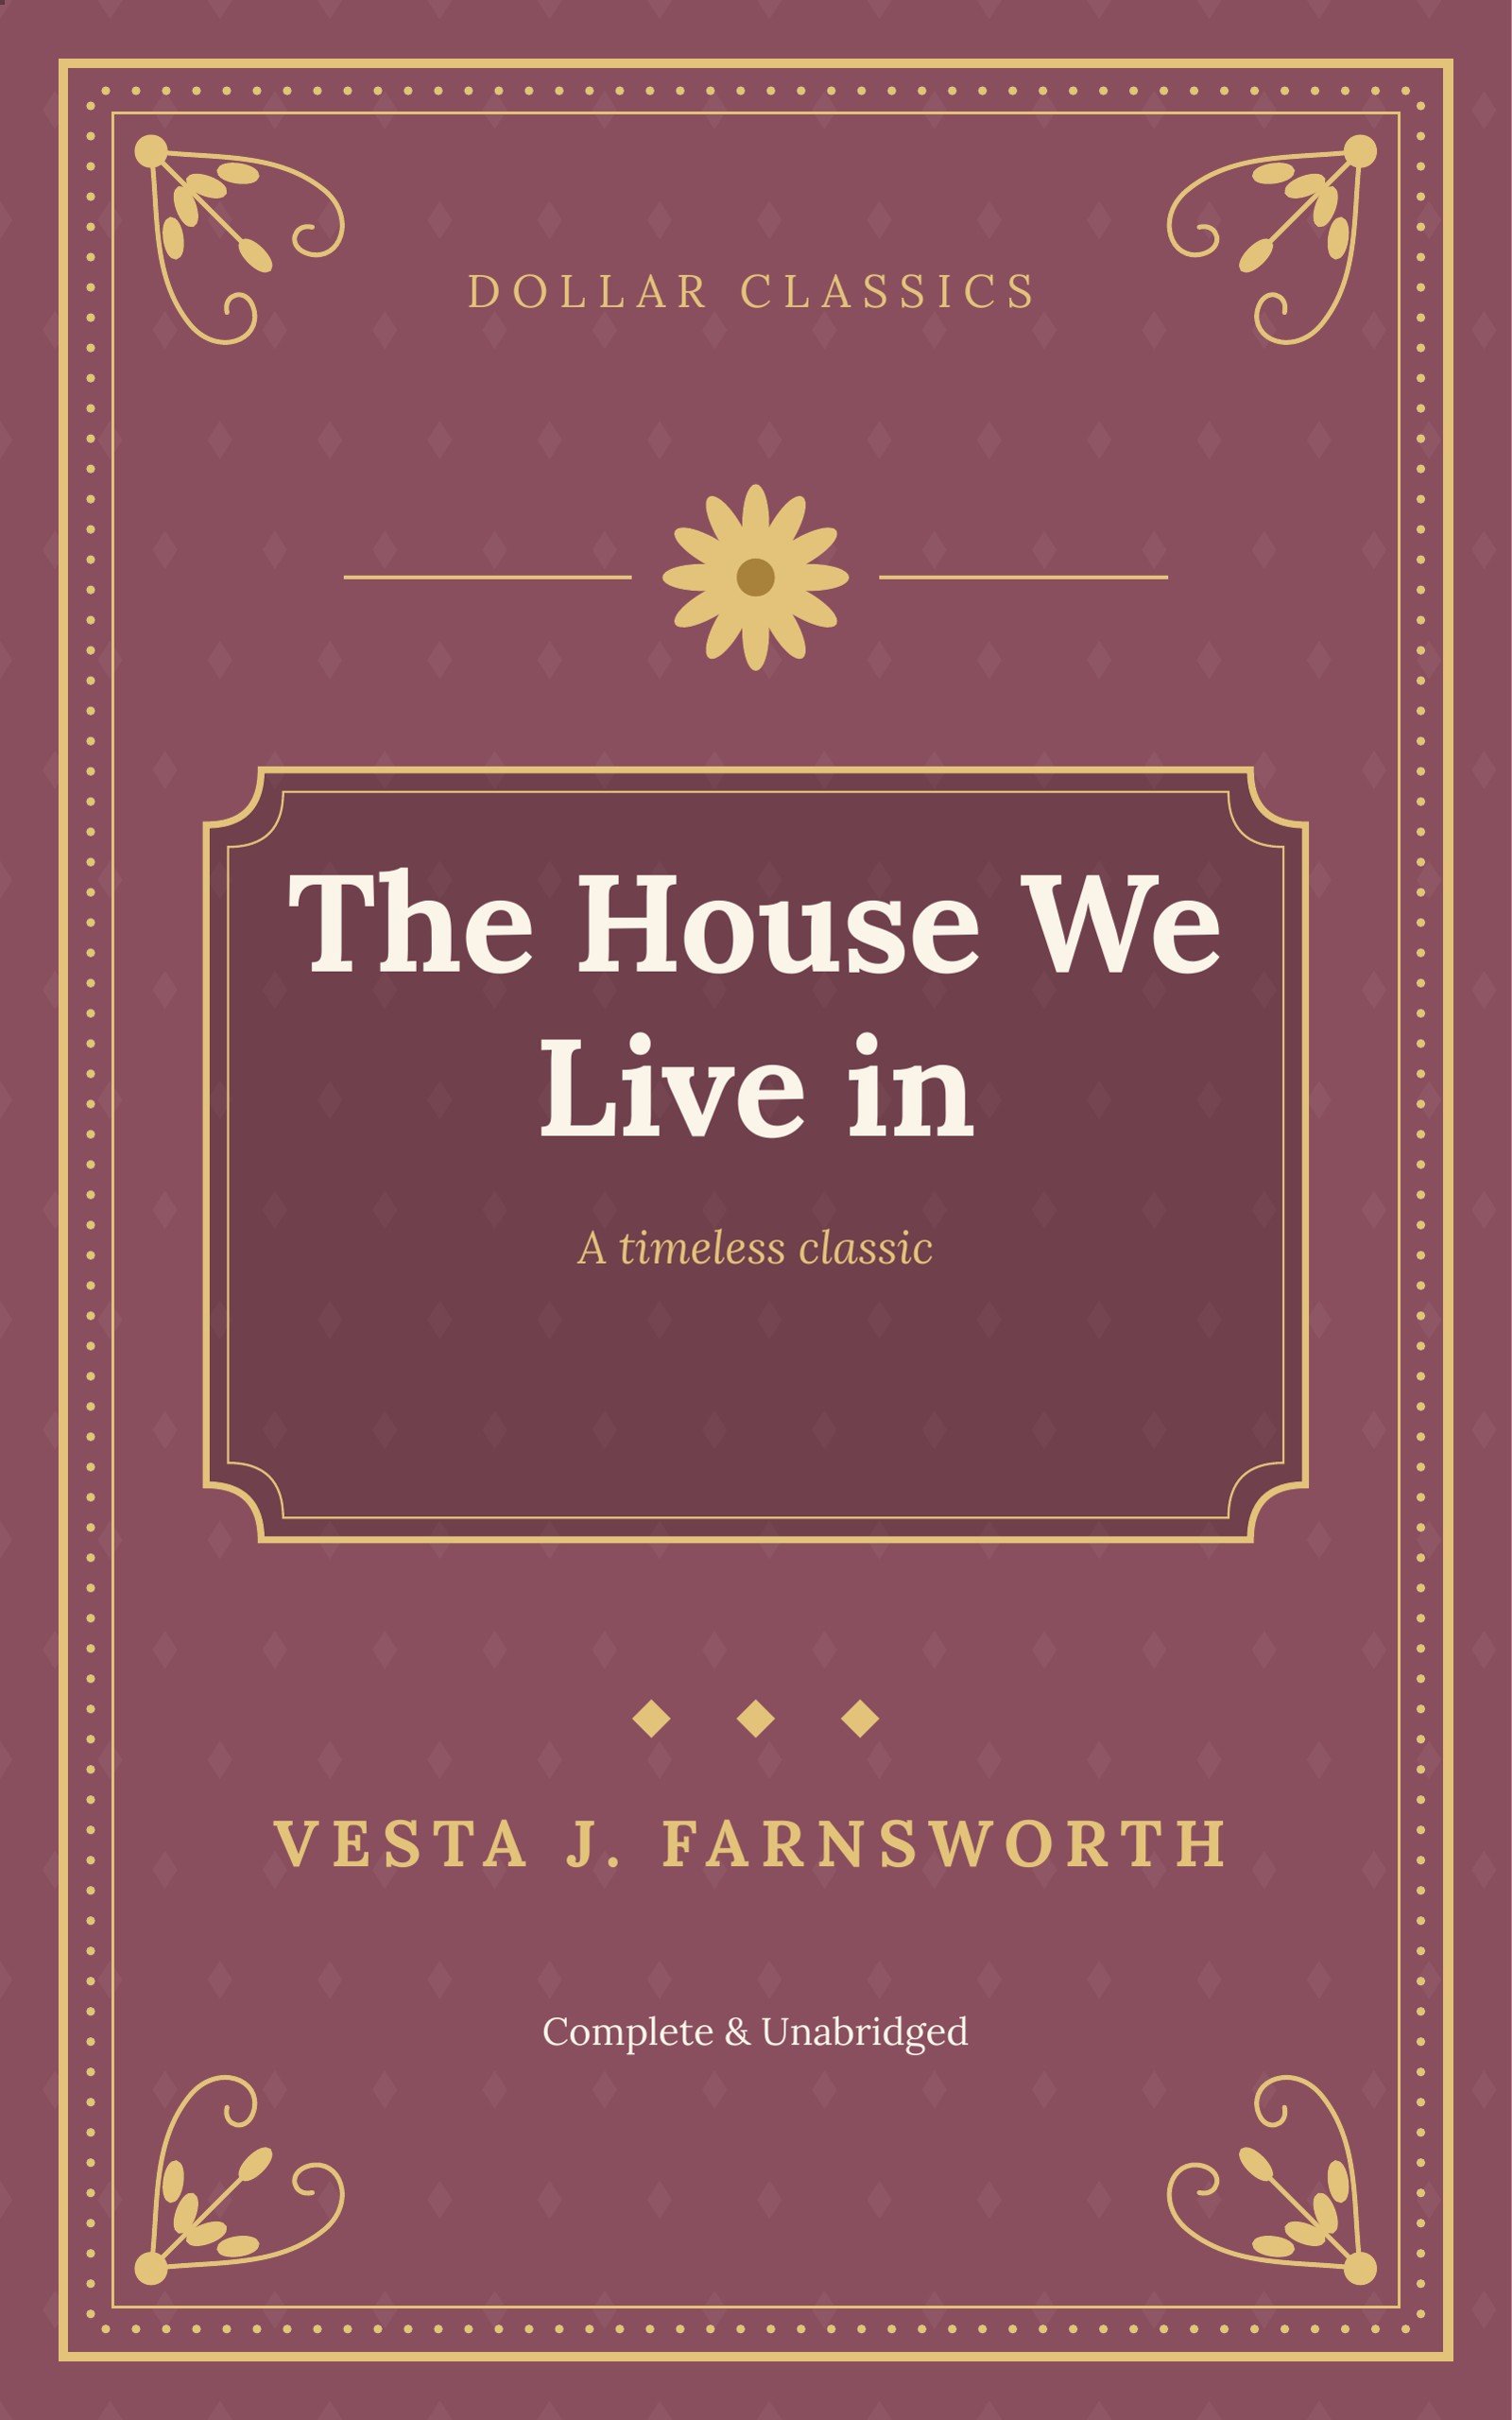 DOLLAR CLASSICS
The House We
Live in
A timeless classic
VESTA J. FARNSWORTH
Complete & Unabridged